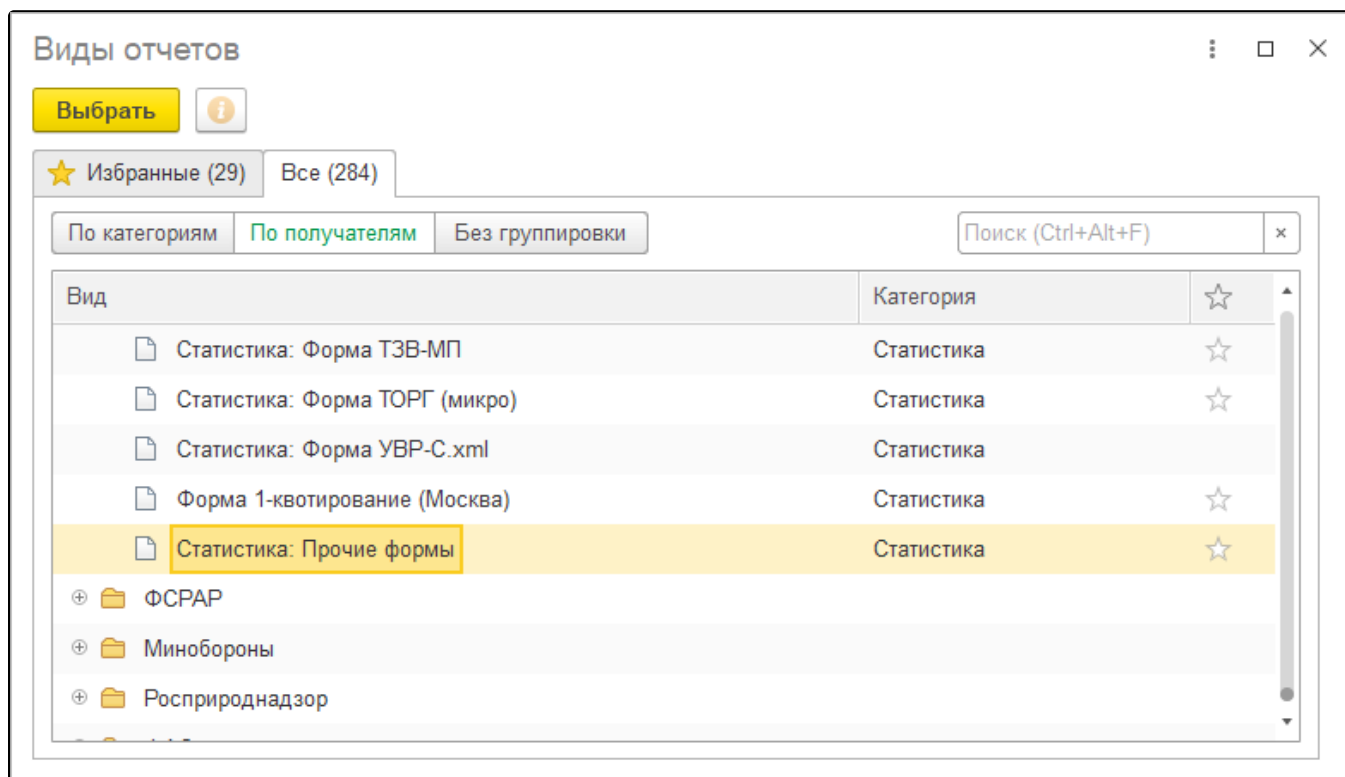 Виды отчетов
Выбрать
Избранные (29) Все (284)
По категориям По получателям Без группировки Поиск (Ctrl+Alt+F)
Вид Категория
Статистика: Форма ТЗВ-МП Статистика
Статистика: Форма ТОРГ (микро) Статистика
Статистика: Форма УВР-С.xml Статистика
Форма 1-квотирование (Москва) Статистика
Статистика: Прочие формы Статистика
ФСРАР
Минобороны
Росприроднадзор